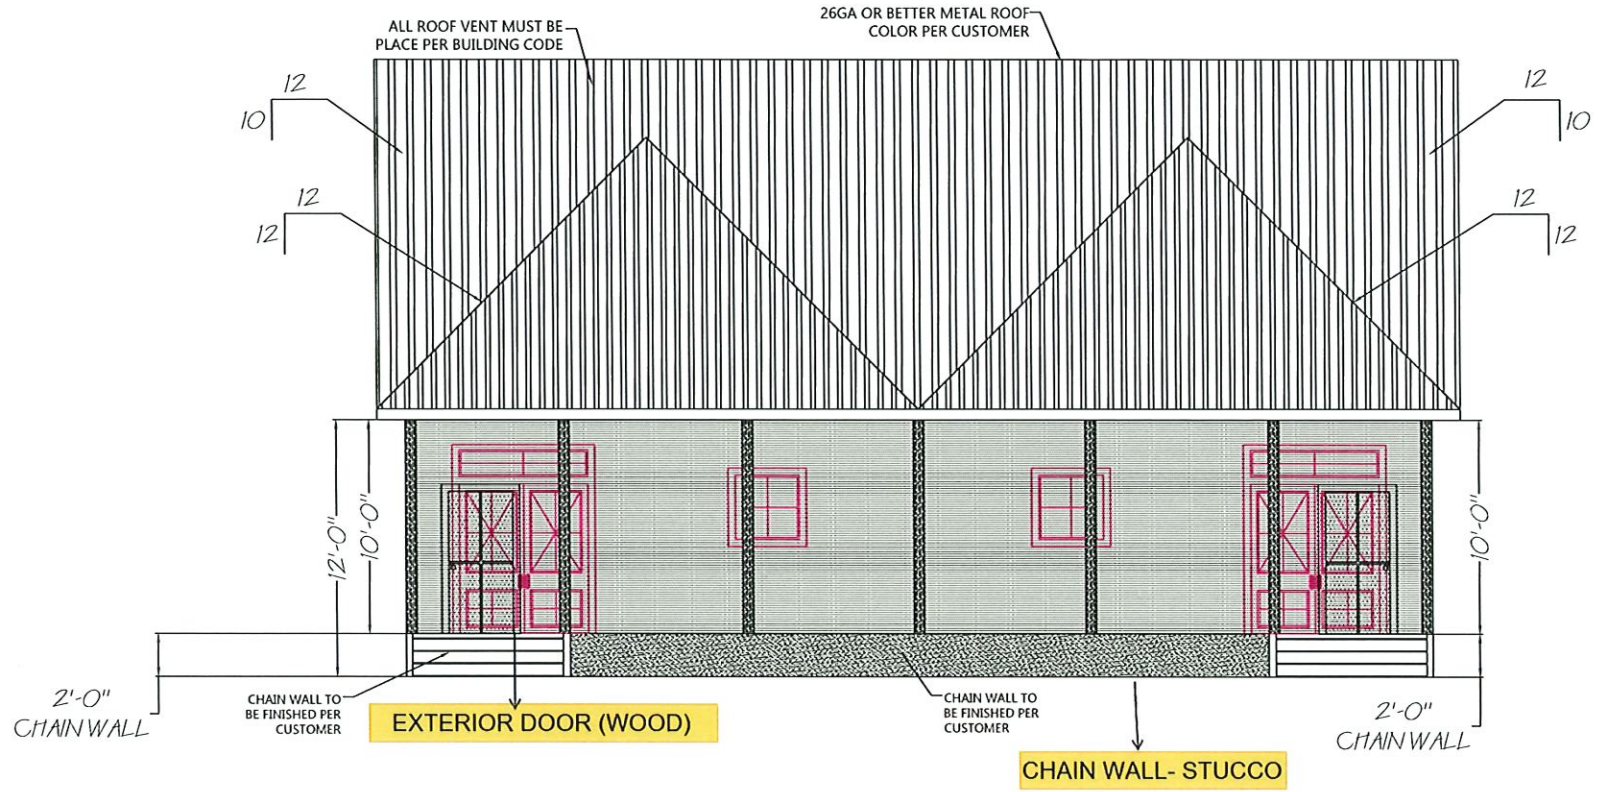 ALL ROOF VENT MUST BE
PLACE PER BUILDING CODE
26GA OR BETTER METAL ROOF
COLOR PER CUSTOMER
12
10
12
10
12
12
12
12
12'-0"
10'-0"
10'-0"
2'-0"
CHAIN WALL
CHAIN WALL TO
BE FINISHED PER
CUSTOMER
EXTERIOR DOOR (WOOD)
CHAIN WALL TO
BE FINISHED PER
CUSTOMER
CHAIN WALL- STUCCO
2'-0"
CHAIN WALL